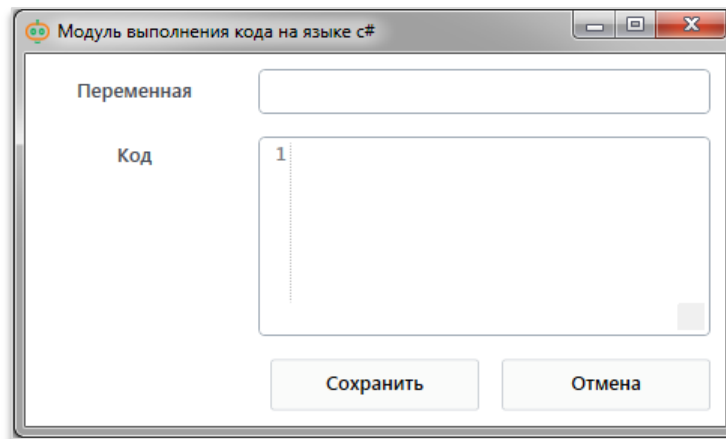 Модуль выполнения кода на языке c#
Переменная
Код
1
Сохранить
Отмена